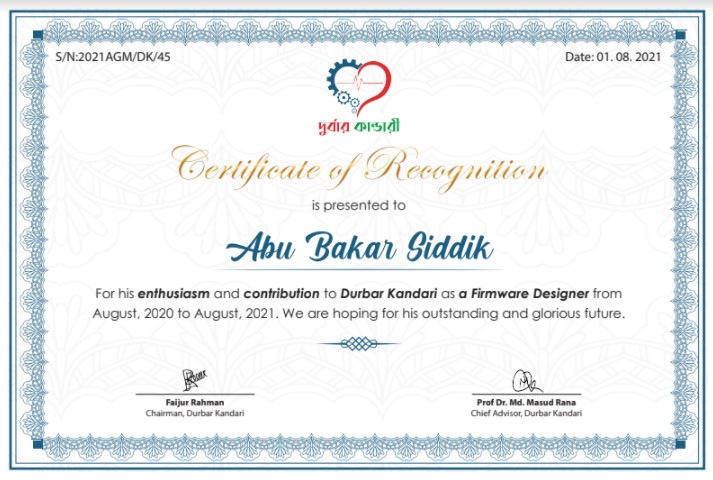 S/N:2021AGM/DK/45
Date: 01. 08. 2021
দুর্বার কান্ডারী
Certificate of Recognition
is presented to
Abu Bakar Siddik
For his enthusiasm and contribution to Durbar Kandari as a Firmware Designer from
August, 2020 to August, 2021. We are hoping for his outstanding and glorious future.
Faijur Rahman
Chairman, Durbar Kandari
Prof Dr. Md. Masud Rana
Chief Advisor, Durbar Kandari